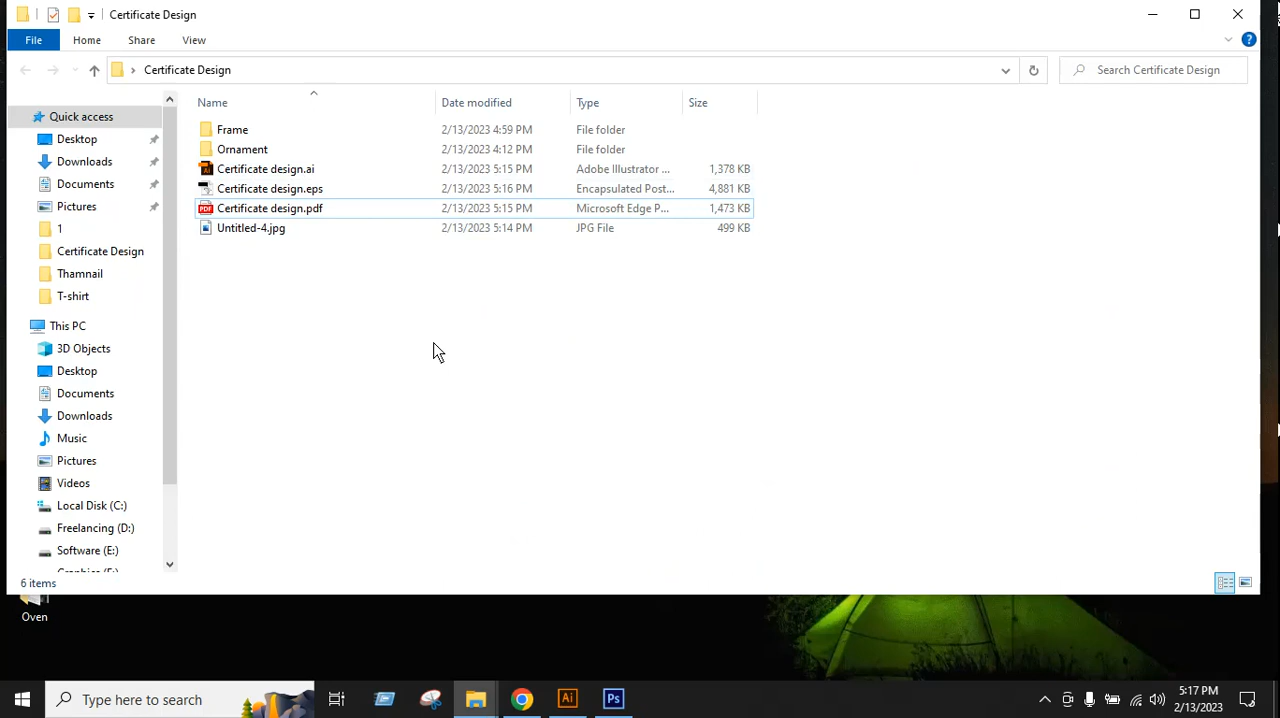 Certificate Design
File Home Share View
Certificate Design Search Certificate Design
Name Date modified Type Size
Quick access
Desktop
Downloads
Documents
Pictures
1
Certificate Design
Thamnail
T-shirt
This PC
3D Objects
Desktop
Documents
Downloads
Music
Pictures
Videos
Local Disk (C:)
Freelancing (D:)
Software (E:)
Frame 2/13/2023 4:59 PM File folder
Ornament 2/13/2023 4:12 PM File folder
Certificate design.ai 2/13/2023 5:15 PM Adobe Illustrator ... 1,378 KB
Certificate design.eps 2/13/2023 5:16 PM Encapsulated Post... 4,881 KB
Certificate design.pdf 2/13/2023 5:15 PM Microsoft Edge P... 1,473 KB
Untitled-4.jpg 2/13/2023 5:14 PM JPG File 499 KB
6 items
Oven
Type here to search
Ai
Ps
5:17 PM
2/13/2023